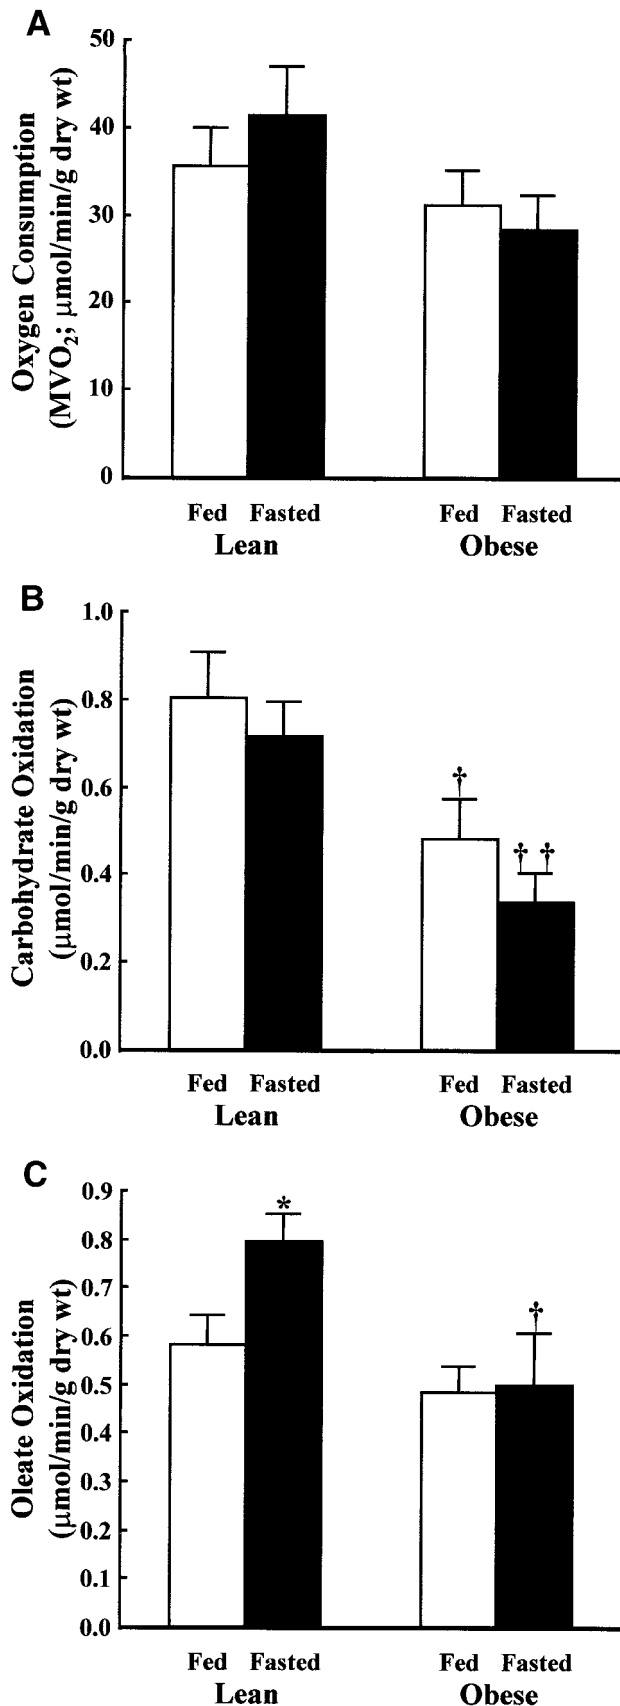 A
Oxygen Consumption
(MVO₂; μmol/min/g dry wt)
50
40
30
20
10
0
Fed Fasted Fed Fasted
Lean Obese
B
Carbohydrate Oxidation
(μmol/min/g dry wt)
1.0
0.8
0.6
0.4
0.2
0.0
†
† †
Fed Fasted Fed Fasted
Lean Obese
C
Oleate Oxidation
(μmol/min/g dry wt)
0.9
0.8
0.7
0.6
0.5
0.4
0.3
0.2
0.1
0.0
*
†
Fed Fasted Fed Fasted
Lean Obese